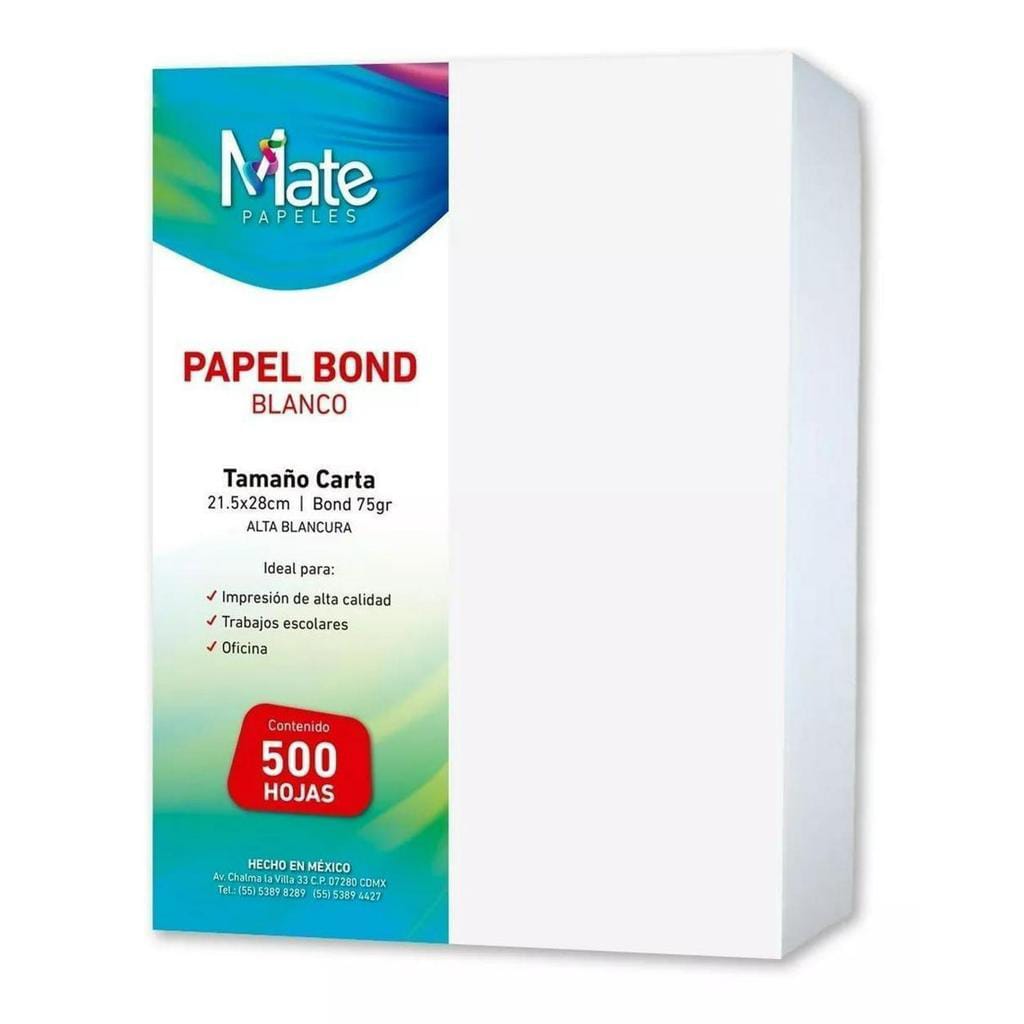 Mate
PAPELES
PAPEL BOND
BLANCO
Tamaño Carta
21.5x28cm | Bond 75gr
ALTA BLANCURA
Ideal para:
✓ Impresión de alta calidad
✓ Trabajos escolares
✓ Oficina
Contenido
500
HOJAS
HECHO EN MÉXICO
Av. Chalma la Villa 33 C.P. 07280 CDMX
Tel.: (55) 5389 8289 (55) 5389 4427